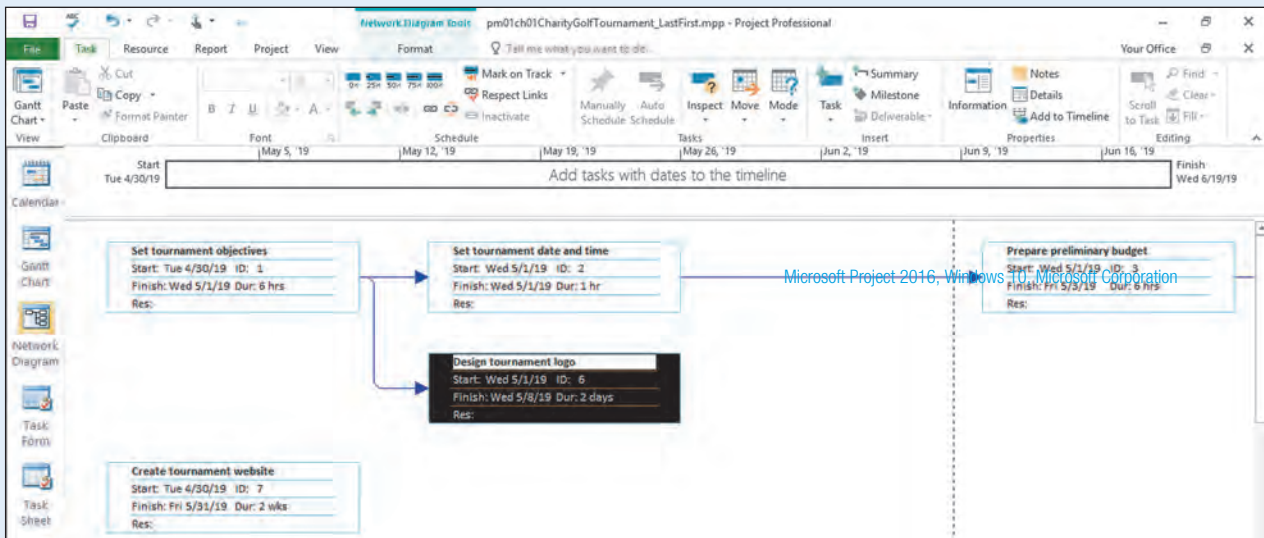 Network Diagram Tools pm01ch01CharityGolfTournament_LastFirst.mpp - Project Professional
File Task Resource Report Project View Format Tell me what you want to do... Your Office
Gantt Chart
View
Paste
Cut
Copy
Format Painter
Clipboard
B I U A
Font
0% 25% 50% 75% 100%
Mark on Track
Respect Links
Inactivate
Schedule
Manually Schedule
Auto Schedule
Inspect Move Mode
Tasks
Task
Summary
Milestone
Deliverable
Insert
Information
Notes
Details
Add to Timeline
Properties
Scroll to Task
Find
Clear
Fill
Editing
May 5, '19 May 12, '19 May 19, '19 May 26, '19 Jun 2, '19 Jun 9, '19 Jun 16, '19
Start
Tue 4/30/19
Add tasks with dates to the timeline
Finish
Wed 6/19/19
Calendar
Gantt
Chart
Network
Diagram
Task
Form
Task
Sheet
Set tournament objectives
Start: Tue 4/30/19 ID: 1
Finish: Wed 5/1/19 Dur: 6 hrs
Res:
Set tournament date and time
Start: Wed 5/1/19 ID: 2
Finish: Wed 5/1/19 Dur: 1 hr
Res:
Prepare preliminary budget
Start: Wed 5/1/19 ID: 3
Finish: Fri 5/3/19 Dur: 6 hrs
Res:
Microsoft Project 2016, Windows 10, Microsoft Corporation
Design tournament logo
Start: Wed 5/1/19 ID: 6
Finish: Wed 5/8/19 Dur: 2 days
Res:
Create tournament website
Start: Tue 4/30/19 ID: 7
Finish: Fri 5/31/19 Dur: 2 wks
Res: